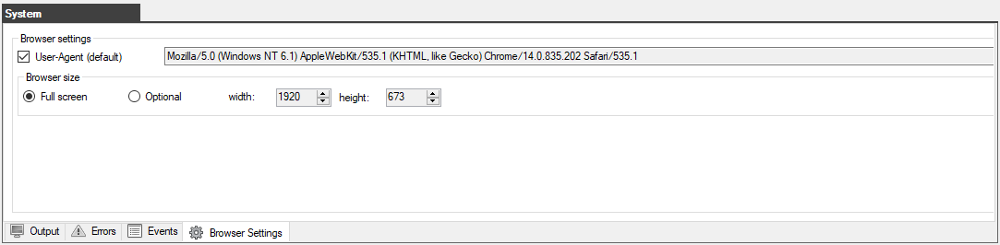 System
Browser settings
User-Agent (default) Mozilla/5.0 (Windows NT 6.1) AppleWebKit/535.1 (KHTML, like Gecko) Chrome/14.0.835.202 Safari/535.1
Browser size
Full screen Optional width: 1920 height: 673
Output Errors Events Browser Settings